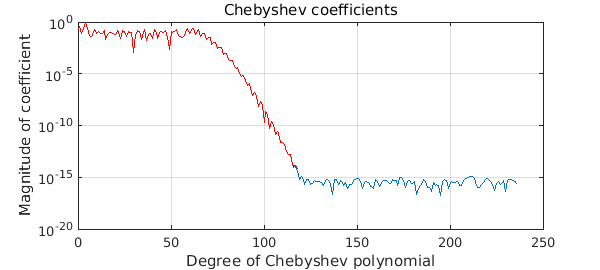 Chebyshev coefficients
Magnitude of coefficient
10^0
10^-5
10^-10
10^-15
10^-20
0 50 100 150 200 250
Degree of Chebyshev polynomial